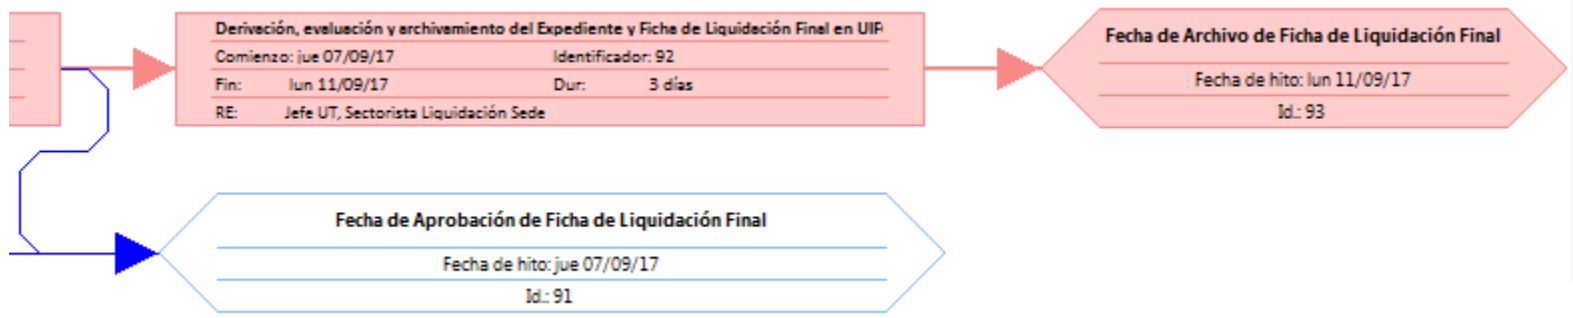 Derivación, evaluación y archivamiento del Expediente y Ficha de Liquidación Final en
Comienzo: jue 07/09/17 Identificador: 92
Fin: lun 11/09/17 Dur: 3 días
RE: Jefe UT, Sectorista Liquidación Sede
Fecha de Archivo de Ficha de Liquidación Final
Fecha de hito: lun 11/09/17
Id.: 93
Fecha de Aprobación de Ficha de Liquidación Final
Fecha de hito: jue 07/09/17
Id.: 91